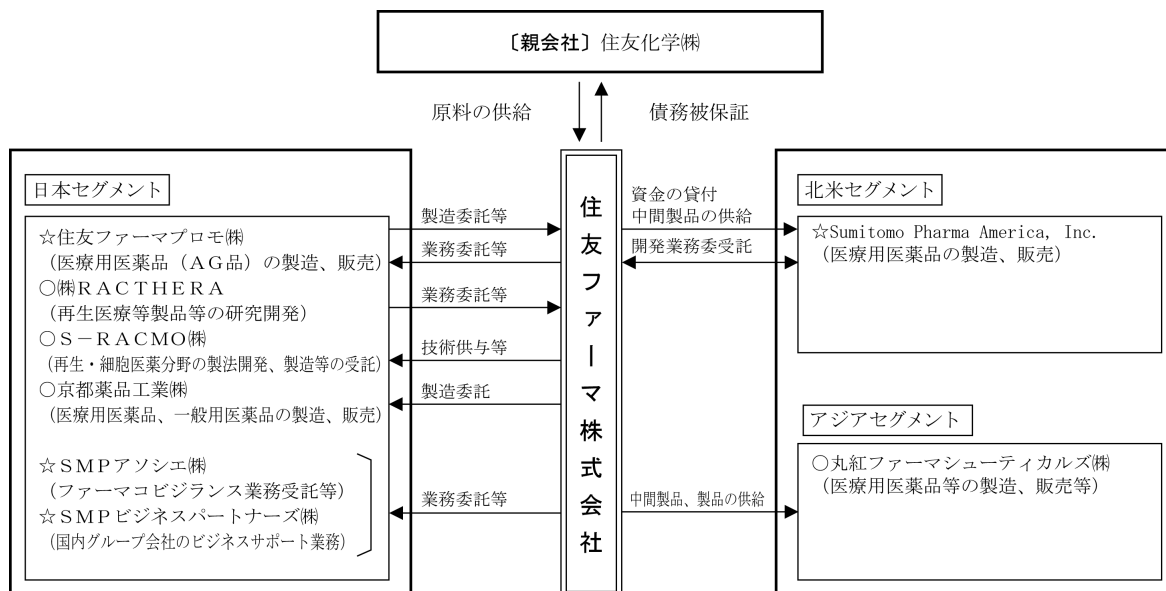 〔親会社〕住友化学㈱
原料の供給
債務被保証
日本セグメント
☆住友ファーマプロモ㈱
（医療用医薬品（ＡＧ品）の製造、販売）
○㈱ＲＡＣＴＨＥＲＡ
（再生医療等製品等の研究開発）
○Ｓ－ＲＡＣＭＯ㈱
（再生・細胞医薬分野の製法開発、製造等の受託）
○京都薬品工業㈱
（医療用医薬品、一般用医薬品の製造、販売）
☆ＳＭＰアソシエ㈱
（ファーマコビジランス業務受託等）
☆ＳＭＰビジネスパートナーズ㈱
（国内グループ会社のビジネスサポート業務）
製造委託等
業務委託等
業務委託等
技術供与等
製造委託
業務委託等
住友ファーマ株式会社
資金の貸付
中間製品の供給
開発業務委受託
中間製品、製品の供給
北米セグメント
☆Sumitomo Pharma America, Inc.
（医療用医薬品の製造、販売）
アジアセグメント
○丸紅ファーマシューティカルズ㈱
（医療用医薬品等の製造、販売等）